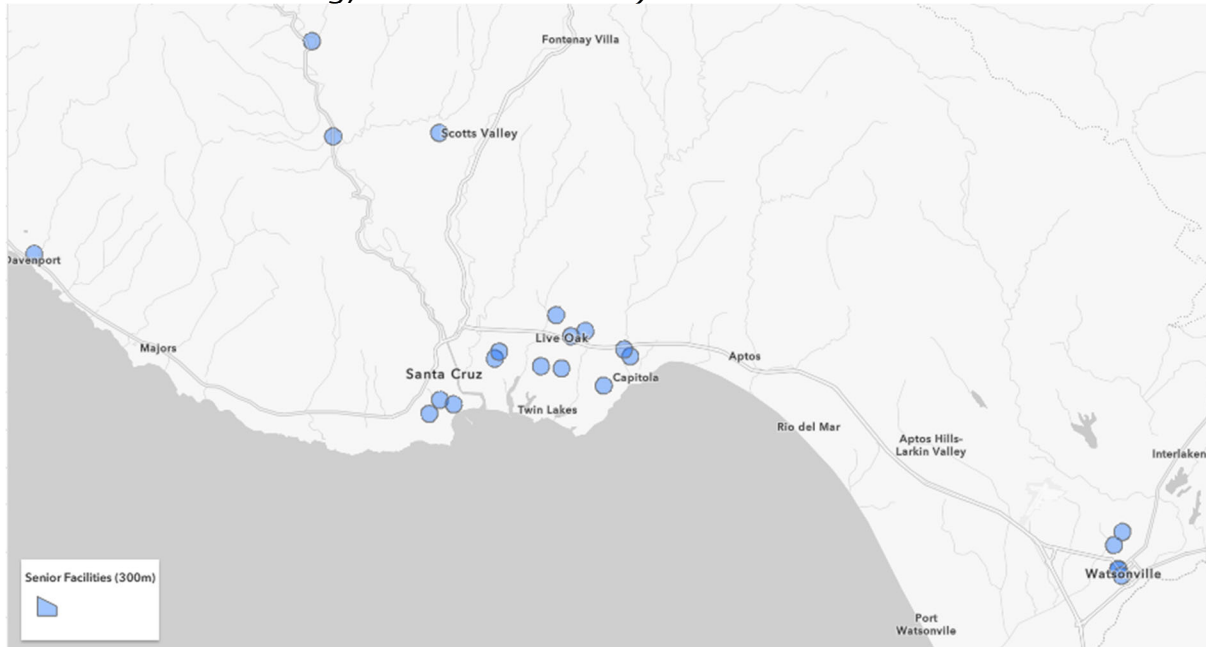 Fontenay Villa
Scotts Valley
Davenport
Majors
Live Oak
Aptos
Santa Cruz
Capitola
Twin Lakes
Rio del Mar
Aptos Hills-
Larkin Valley
Interlaken
Senior Facilities (300m)
Watsonville
Port
Watsonvile